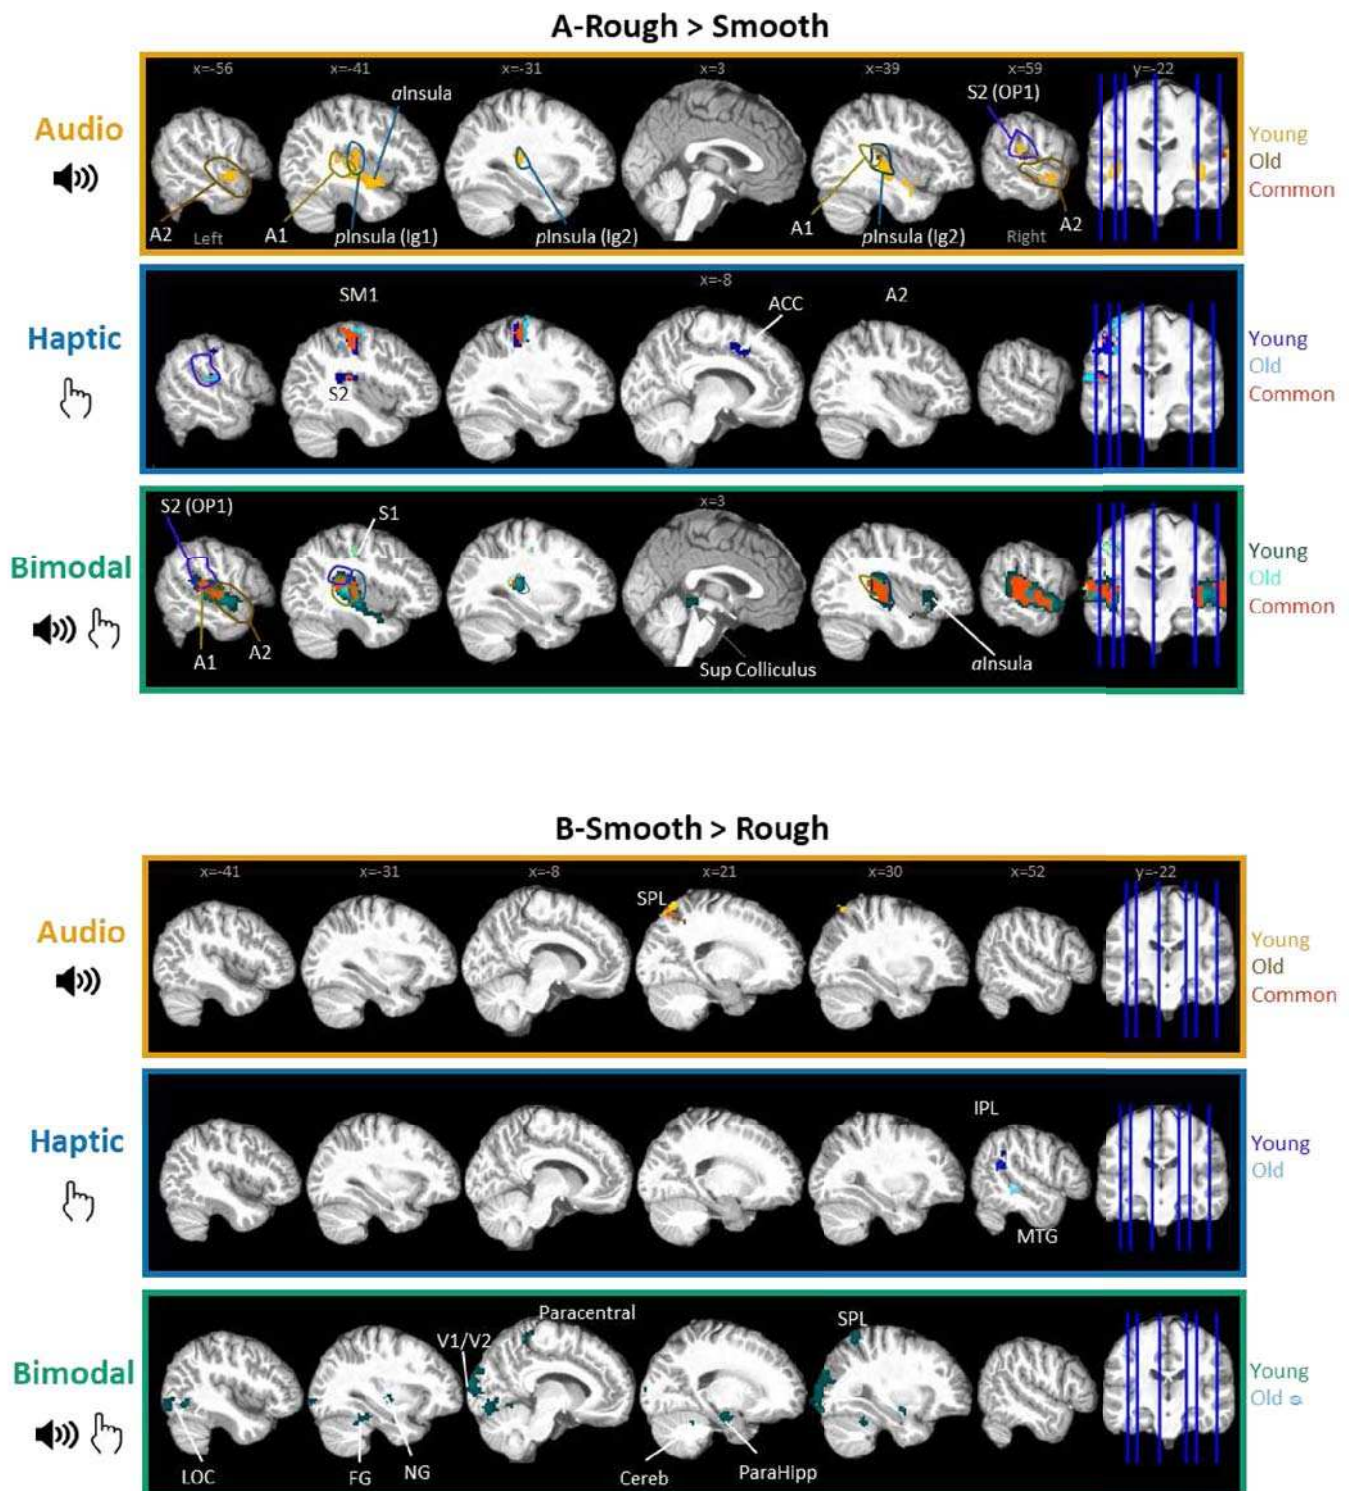 A-Rough > Smooth
x=-56 x=-41 x=-31 x=3 x=39 x=59 y=-22
Audio
aInsula
S2 (OP1)
Young
Old
Common
A2 Left A1 pInsula (Ig1) pInsula (Ig2) A1 pInsula (Ig2) Right A2
Haptic
x=-8
SM1 ACC A2
S2
Young
Old
Common
Bimodal
x=3
S2 (OP1) S1
A1 A2 Sup Colliculus aInsula
Young
Old
Common
B-Smooth > Rough
x=-41 x=-31 x=-8 x=21 x=30 x=52 y=-22
Audio
SPL
Young
Old
Common
Haptic
IPL
MTG
Young
Old
Bimodal
Paracentral
V1/V2 SPL
LOC FG NG Cereb ParaHipp
Young
Old